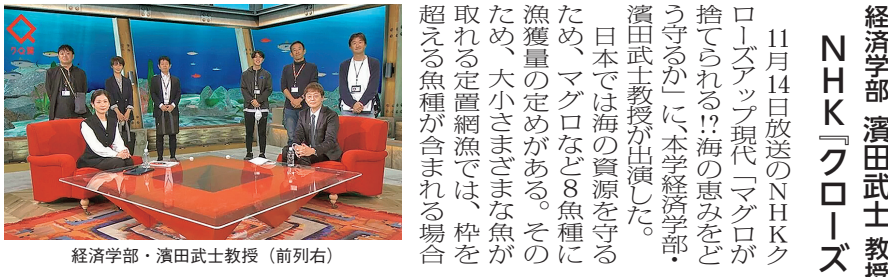 経済学部 濱田武士 教授
NHK『クローズ
11月14日放送のNHKク
ローズアップ現代「マグロが
捨てられる!?海の恵みをど
う守るか」に、本学経済学部・
濱田武士教授が出演した。
日本では海の資源を守る
ため、マグロなど8魚種に
漁獲量の定めがある。その
ため、大小さまざまな魚が
取れる定置網漁では、枠を
超える魚種が含まれる場合
経済学部・濱田武士教授（前列右）